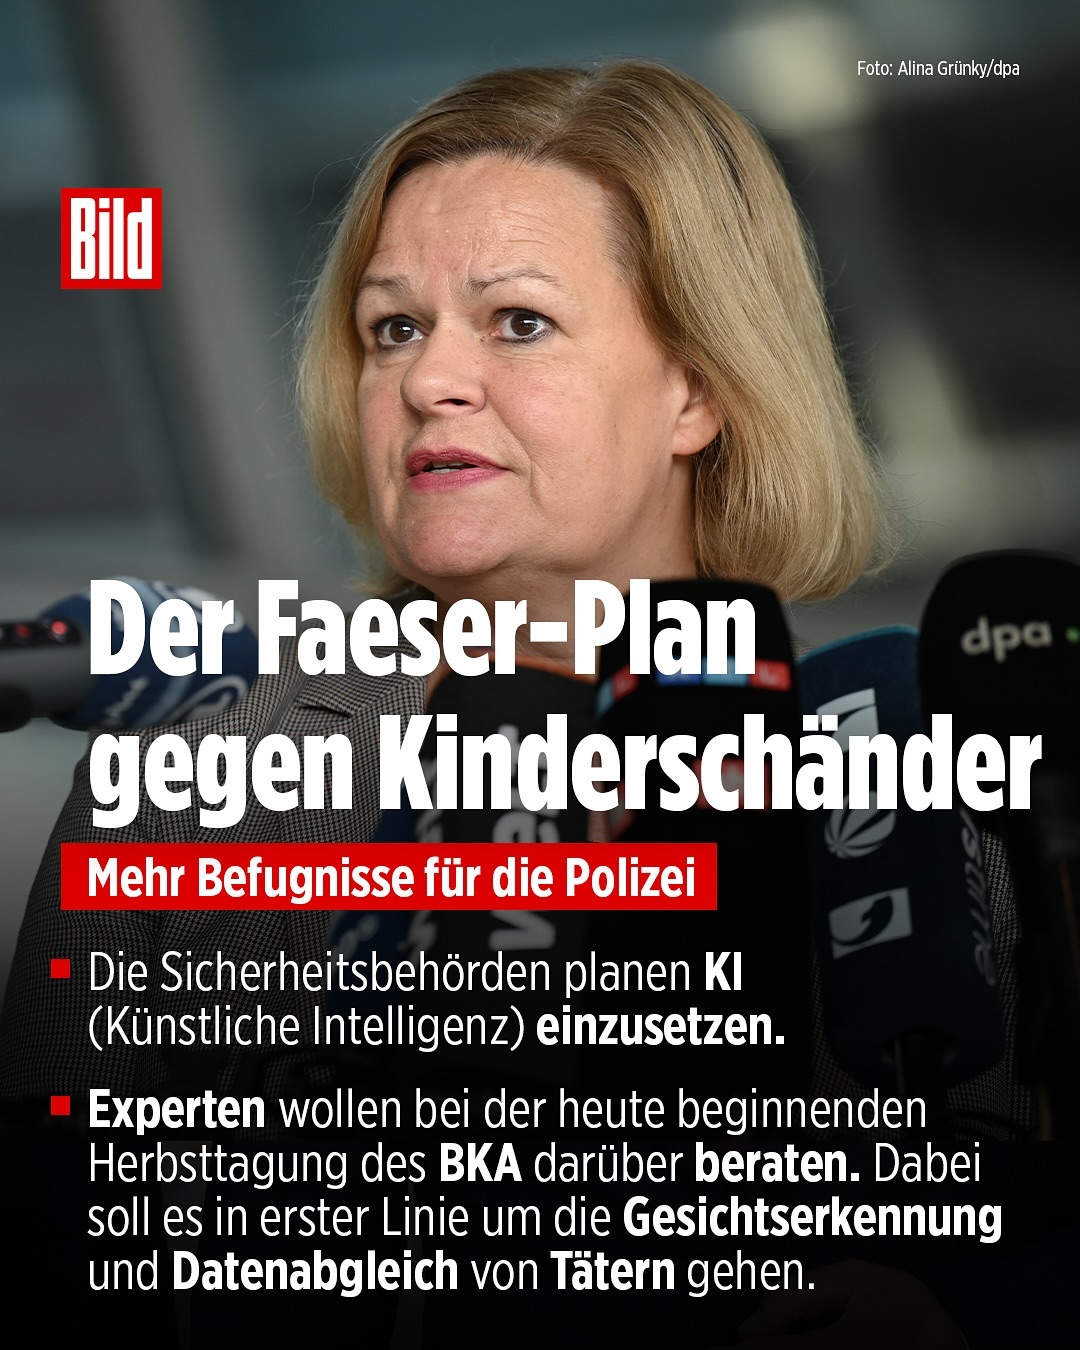 Foto: Alina Grünky/dpa
Bild
dpa
Der Faeser-Plan
gegen Kinderschänder
Mehr Befugnisse für die Polizei
Die Sicherheitsbehörden planen KI
(Künstliche Intelligenz) einzusetzen.
Experten wollen bei der heute beginnenden
Herbsttagung des BKA darüber beraten. Dabei
soll es in erster Linie um die Gesichtserkennung
und Datenabgleich von Tätern gehen.